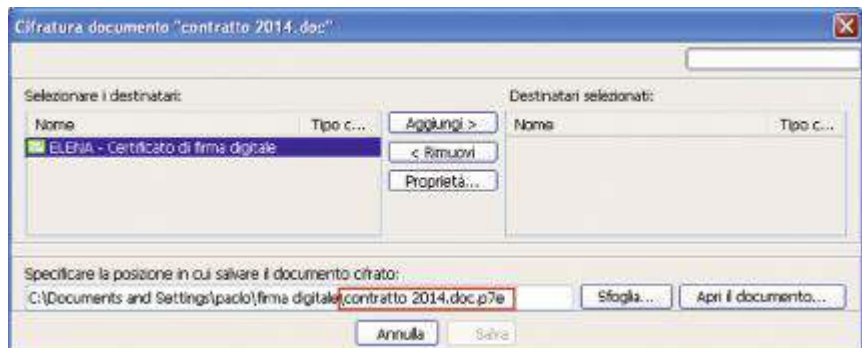 Cifratura documento "contratto 2014.doc"
Selezionare i destinatari:
Destinatari selezionati:
Nome Tipo c... Aggiungi > Nome Tipo c...
ELENA - Certificato di firma digitale < Rimuovi
Proprietà...
Specificare la posizione in cui salvare il documento cifrato:
C:\Documents and Settings\paolo\firma digitale\contratto 2014.doc.p7e Sfoglia... Apri il documento...
Annulla Salva